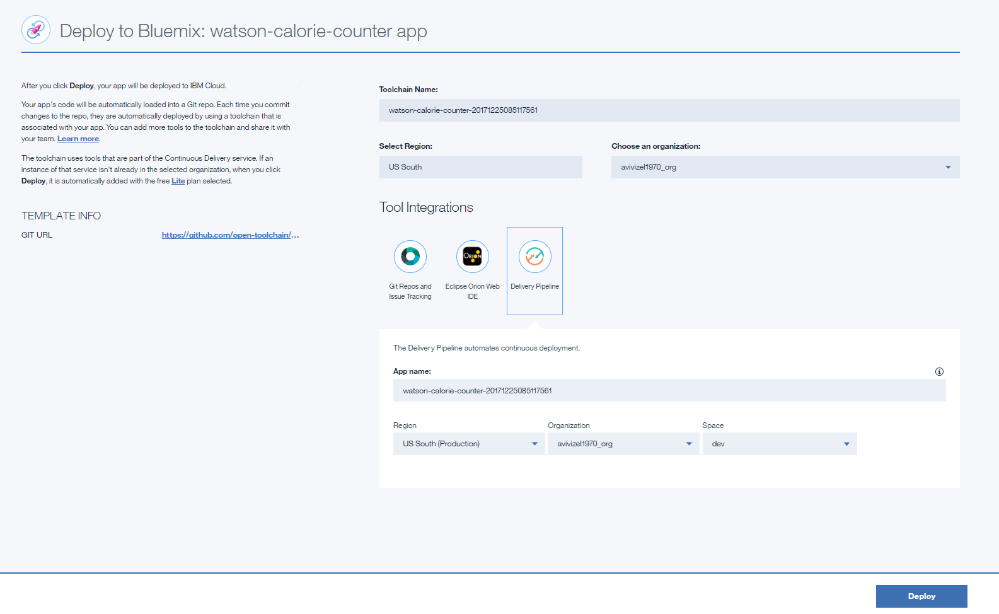 Deploy to Bluemix: watson-calorie-counter app
After you click Deploy, your app will be deployed to IBM Cloud.
Your app's code will be automatically loaded into a Git repo. Each time you commit
changes to the repo, they are automatically deployed by using a toolchain that is
associated with your app. You can add more tools to the toolchain and share it with
your team. Learn more.
The toolchain uses tools that are part of the Continuous Delivery service. If an
instance of that service isn't already in the selected organization, when you click
Deploy, it is automatically added with the free Lite plan selected.
TEMPLATE INFO
GIT URL
https://github.com/open-toolchain/...
Toolchain Name:
watson-calorie-counter-20171225085117561
Select Region:
US South
Choose an organization:
avivizel1970_org
Tool Integrations
Git Repos and
Issue Tracking
ORION
Eclipse Orion Web
IDE
Delivery Pipeline
The Delivery Pipeline automates continuous deployment.
App name:
watson-calorie-counter-20171225085117561
Region
US South (Production)
Organization
avivizel1970_org
Space
dev
Deploy